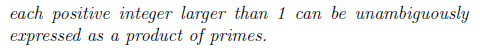 each positive integer larger than 1 can be unambiguously
expressed as a product of primes.